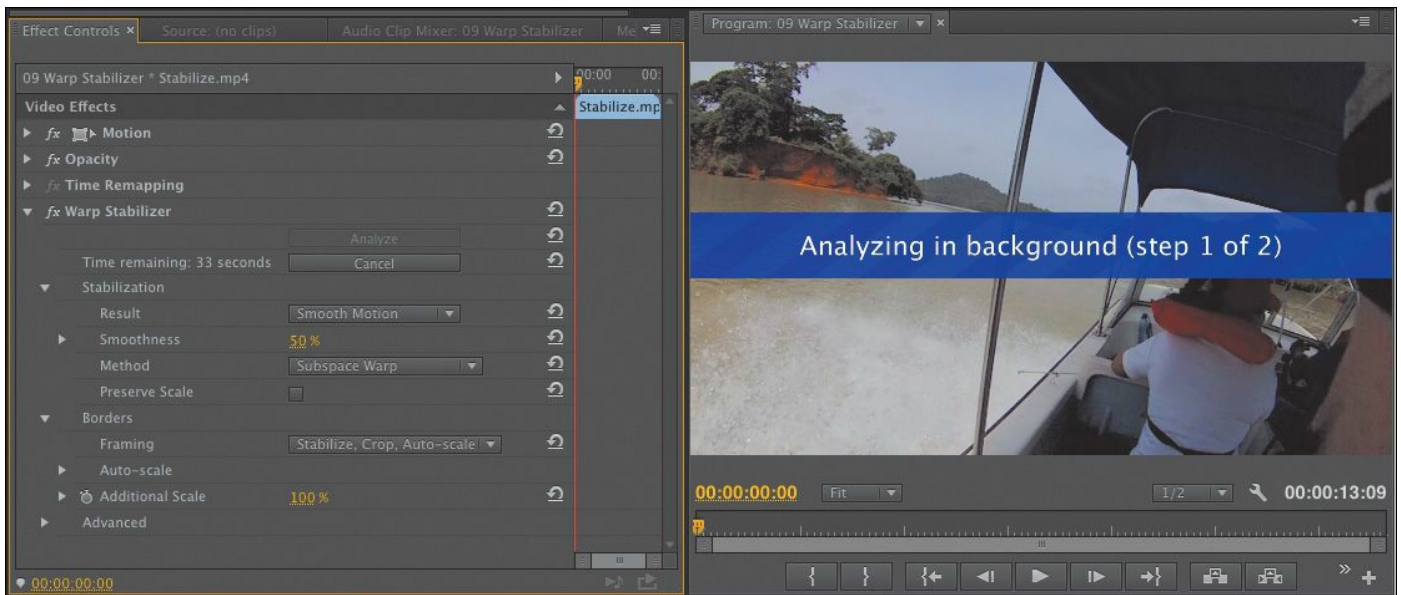 Effect Controls × Source: (no clips) Audio Clip Mixer: 09 Warp Stabilizer Me
09 Warp Stabilizer * Stabilize.mp4
00:00 00:
Video Effects
Stabilize.mp
fx Motion
fx Opacity
fx Time Remapping
fx Warp Stabilizer
Analyze
Time remaining: 33 seconds Cancel
Stabilization
Result Smooth Motion
Smoothness 50 %
Method Subspace Warp
Preserve Scale
Borders
Framing Stabilize, Crop, Auto-scale
Auto-scale
Additional Scale 100 %
Advanced
00:00:00:00
Program: 09 Warp Stabilizer ×
Analyzing in background (step 1 of 2)
00:00:00:00 Fit 1/2 00:00:13:09